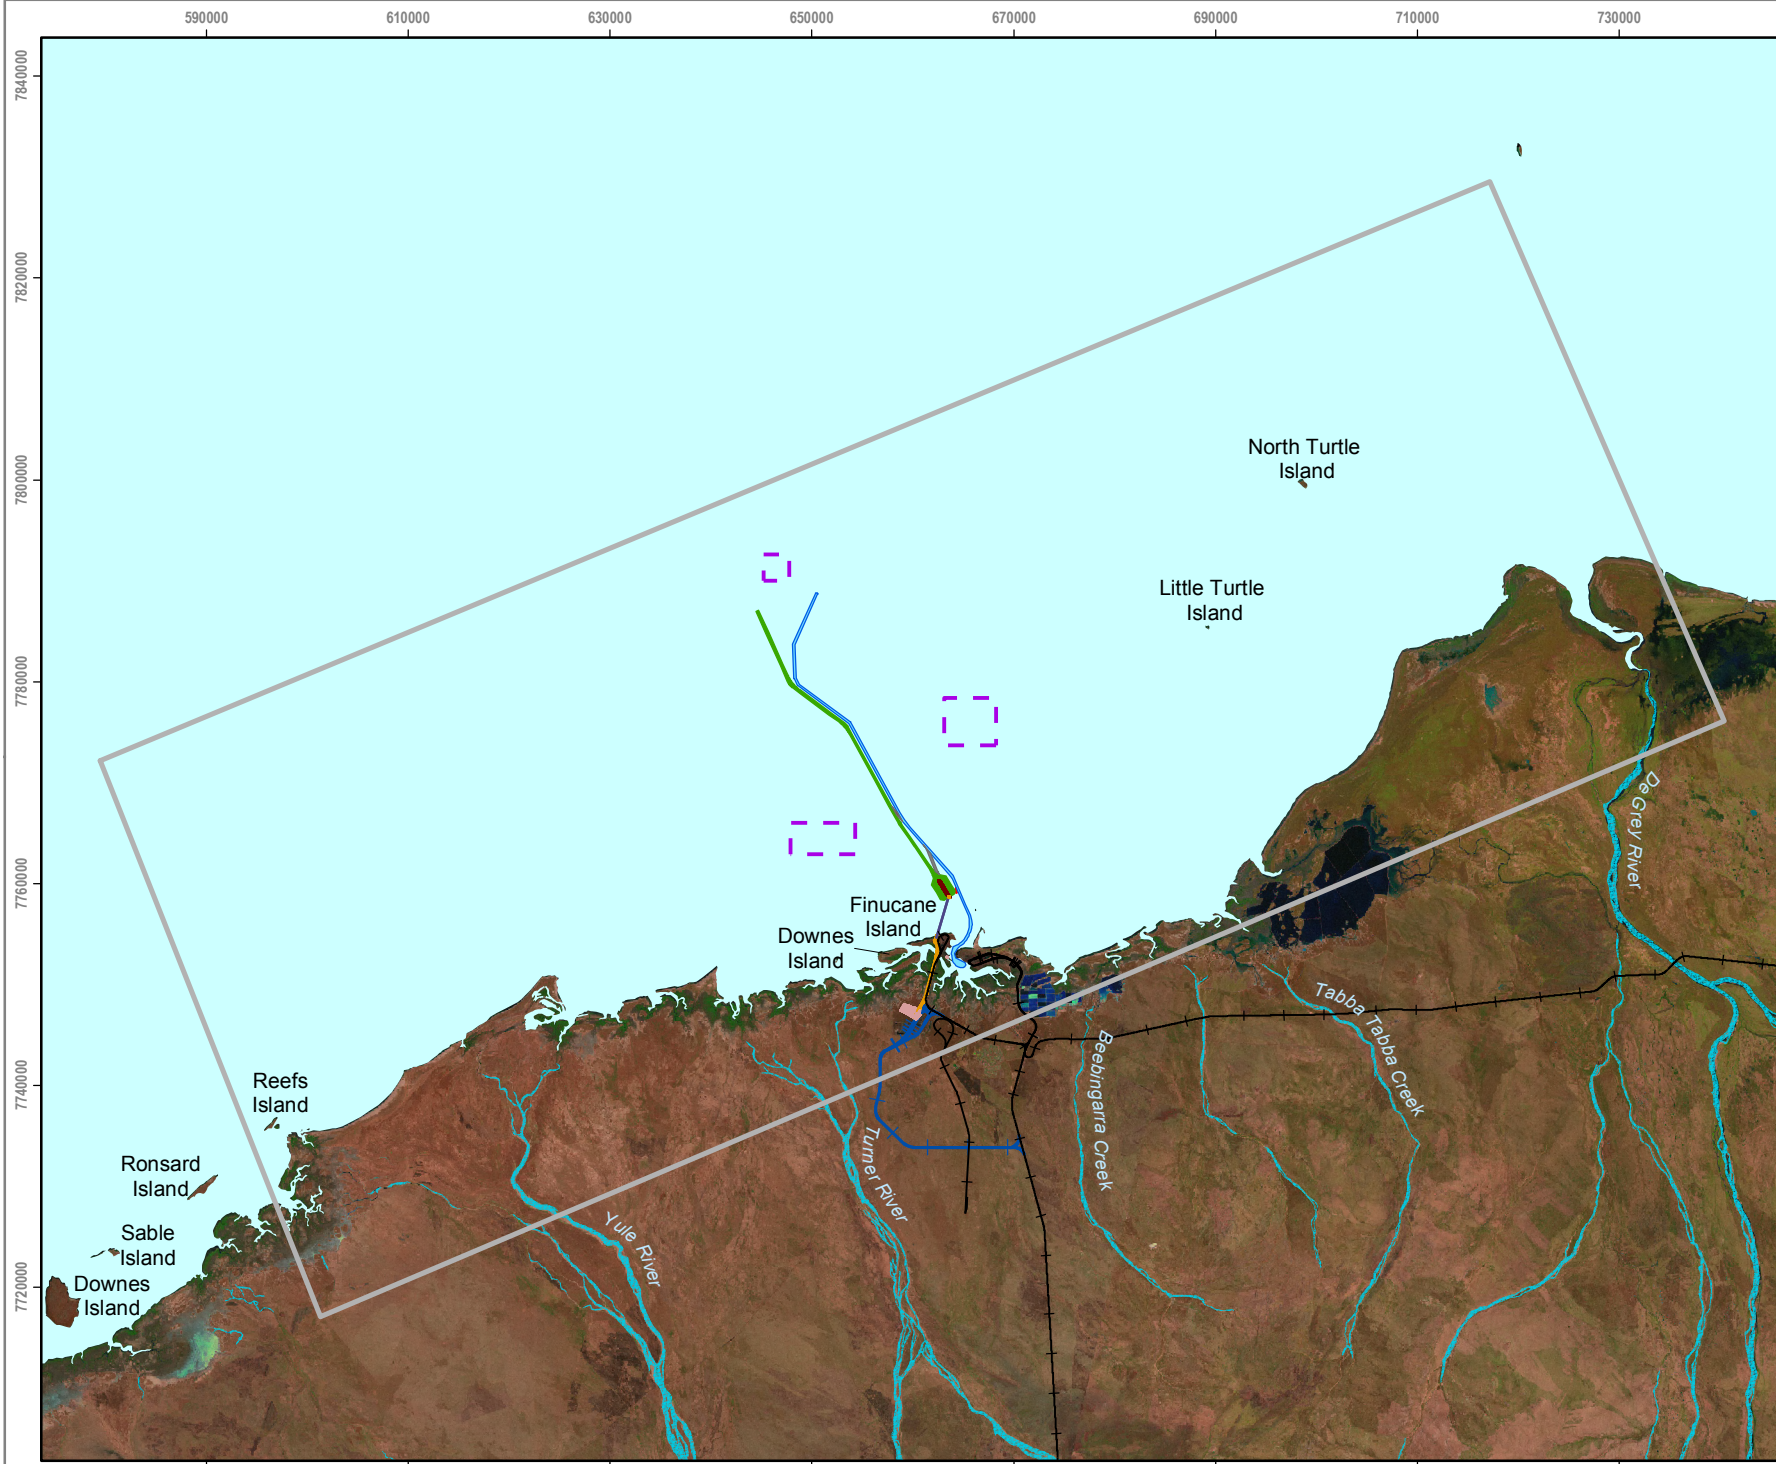 590000
610000
630000
650000
670000
690000
710000
730000
7840000
7820000
7800000
7780000
7760000
7740000
7720000
North Turtle
Island
Little Turtle
Island
Finucane
Island
Downes
Island
De Grey River
Tabba Tabba Creek
Beebingarra Creek
Turner River
Yule River
Reefs
Island
Ronsard
Island
Sable
Island
Downes
Island